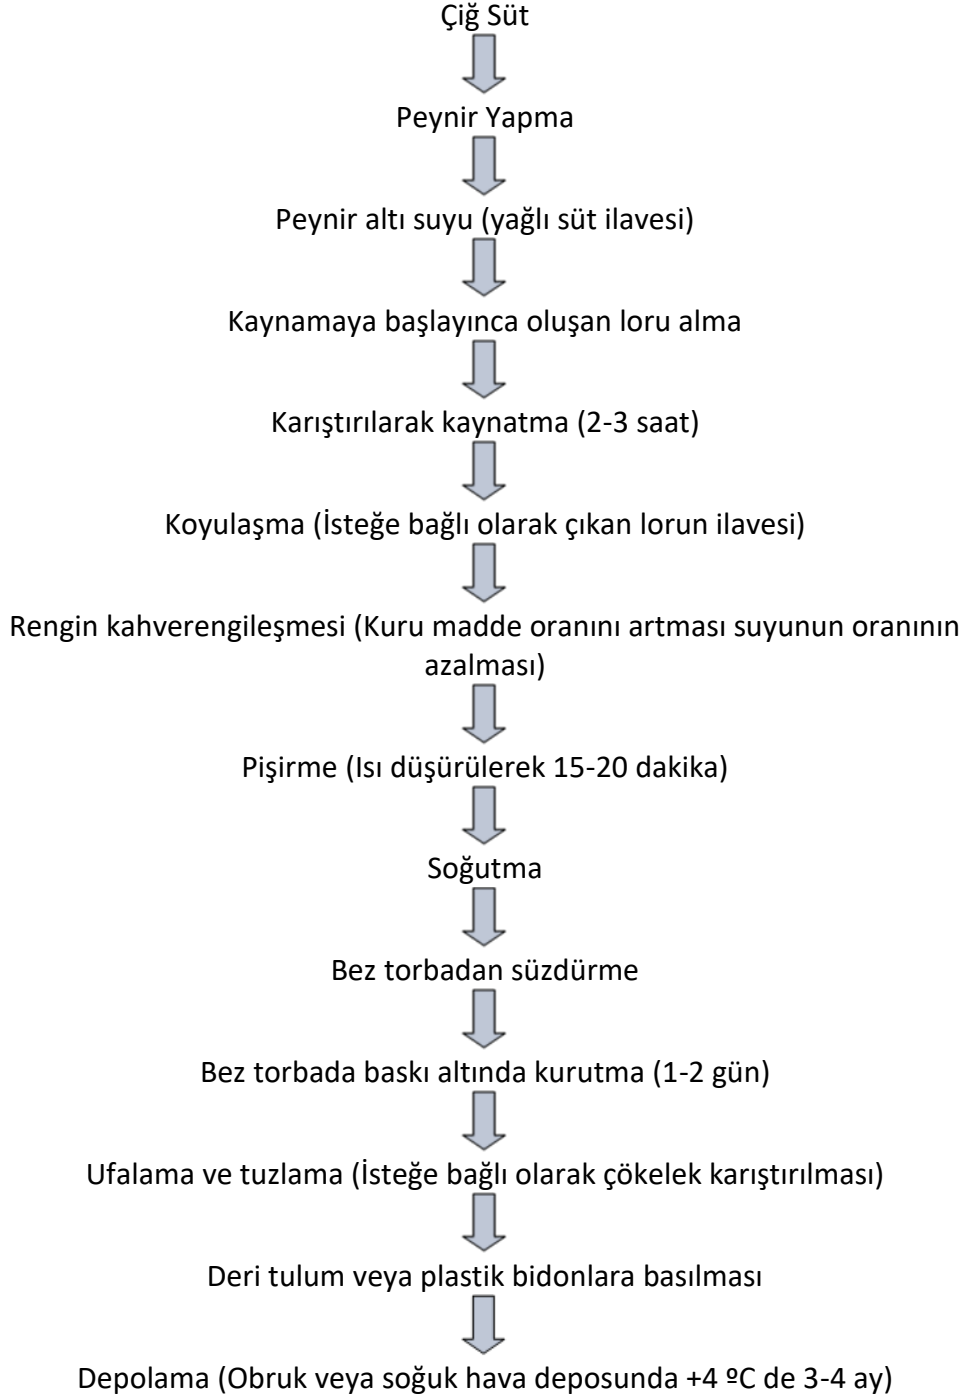 Çiğ Süt
Peynir Yapma
Peynir altı suyu (yağlı süt ilavesi)
Kaynamaya başlayınca oluşan loru alma
Karıştırılarak kaynatma (2-3 saat)
Koyulaşma (İsteğe bağlı olarak çıkan lorun ilavesi)
Rengin kahverengileşmesi (Kuru madde oranını artması suyunun oranının
azalması)
Pişirme (Isı düşürülerek 15-20 dakika)
Soğutma
Bez torbadan süzdürme
Bez torbada baskı altında kurutma (1-2 gün)
Ufalama ve tuzlama (İsteğe bağlı olarak çökelek karıştırılması)
Deri tulum veya plastik bidonlara basılması
Depolama (Obruk veya soğuk hava deposunda +4 ºC de 3-4 ay)